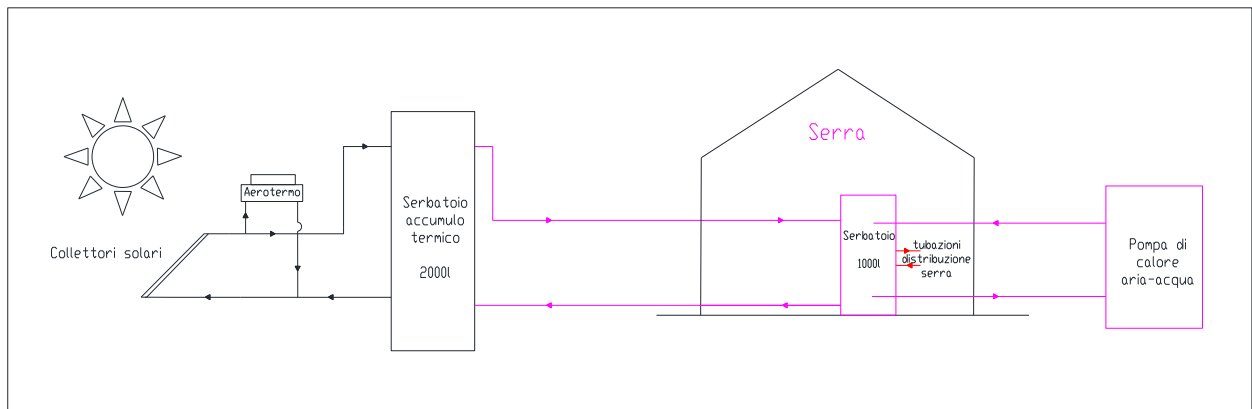 Serra
Aerotermo
Collettori solari
Serbatoio
accumulo
termico
2000l
Serbatoio
1000l
tubazioni
distribuzione
serra
Pompa di
calore
aria-acqua